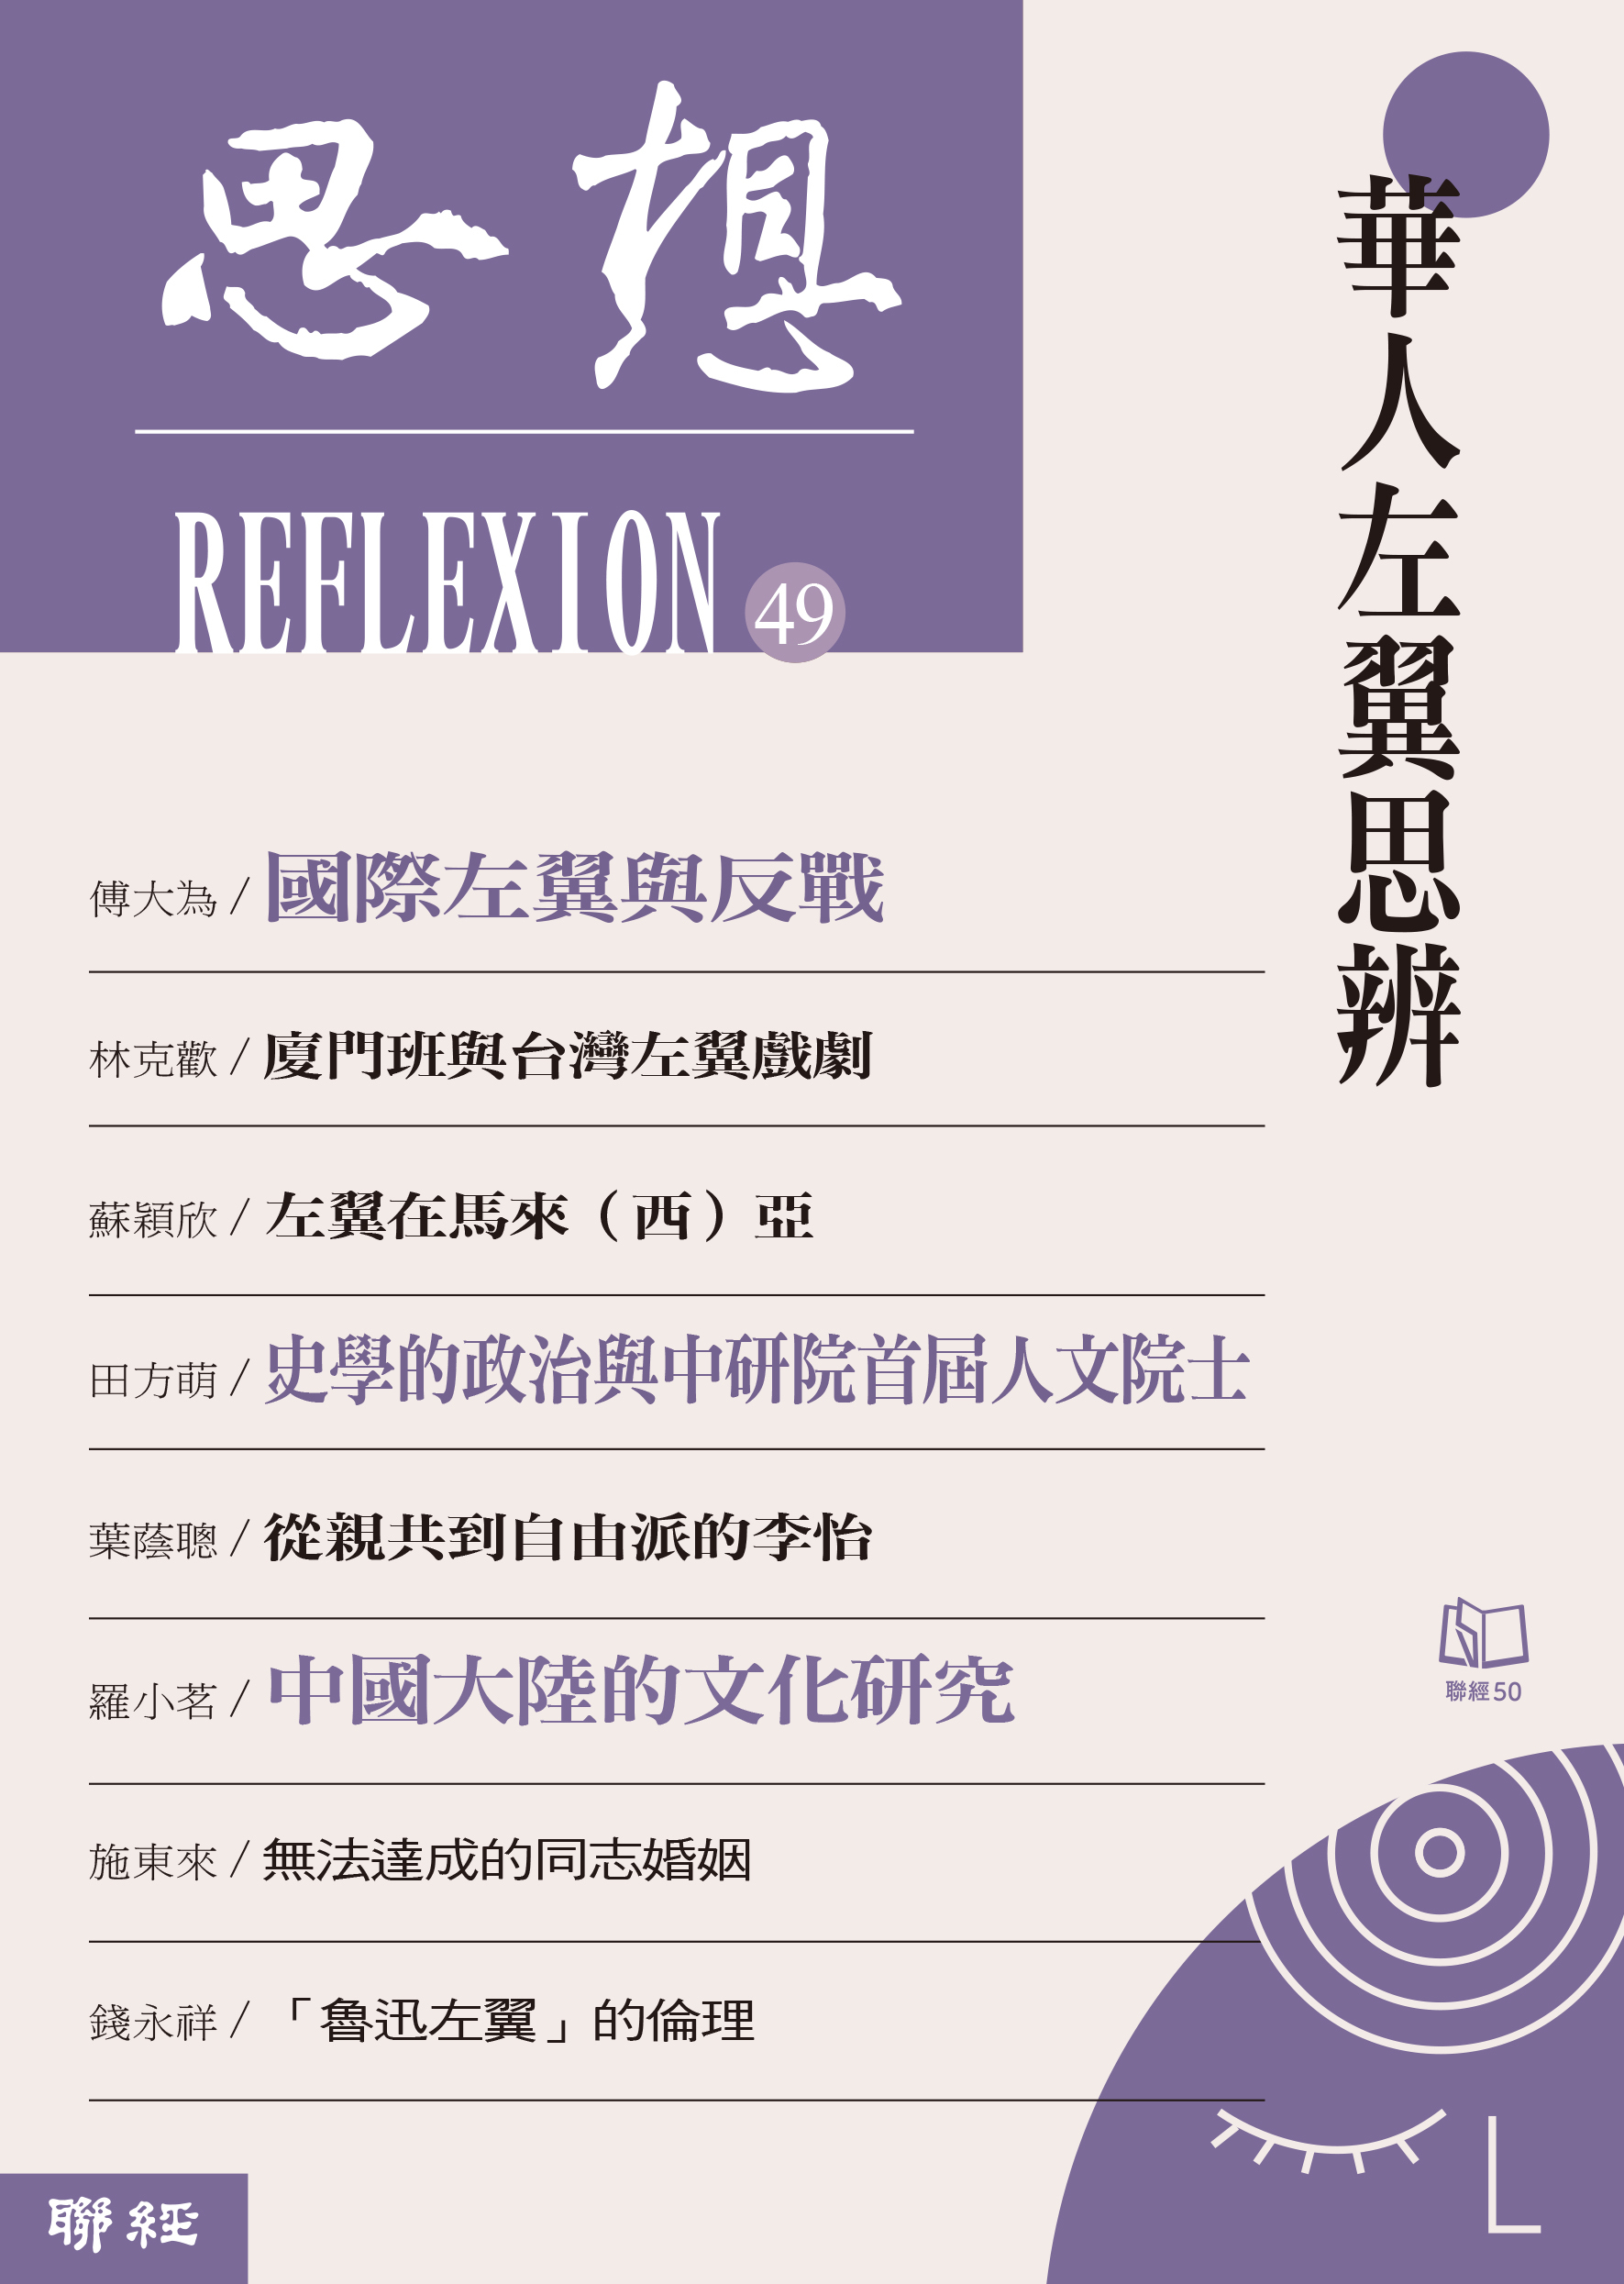 思想
REFLEXION 49
華人左翼思辨
傅大為/國際左翼與反戰
林克歡/廈門班與台灣左翼戲劇
蘇穎欣/左翼在馬來（西）亞
田方萌/史學的政治與中研院首屆人文院士
葉蔭聰/從親共到自由派的李怡
羅小茗/中國大陸的文化研究
施東來/無法達成的同志婚姻
錢永祥/「魯迅左翼」的倫理
聯經50
聯經